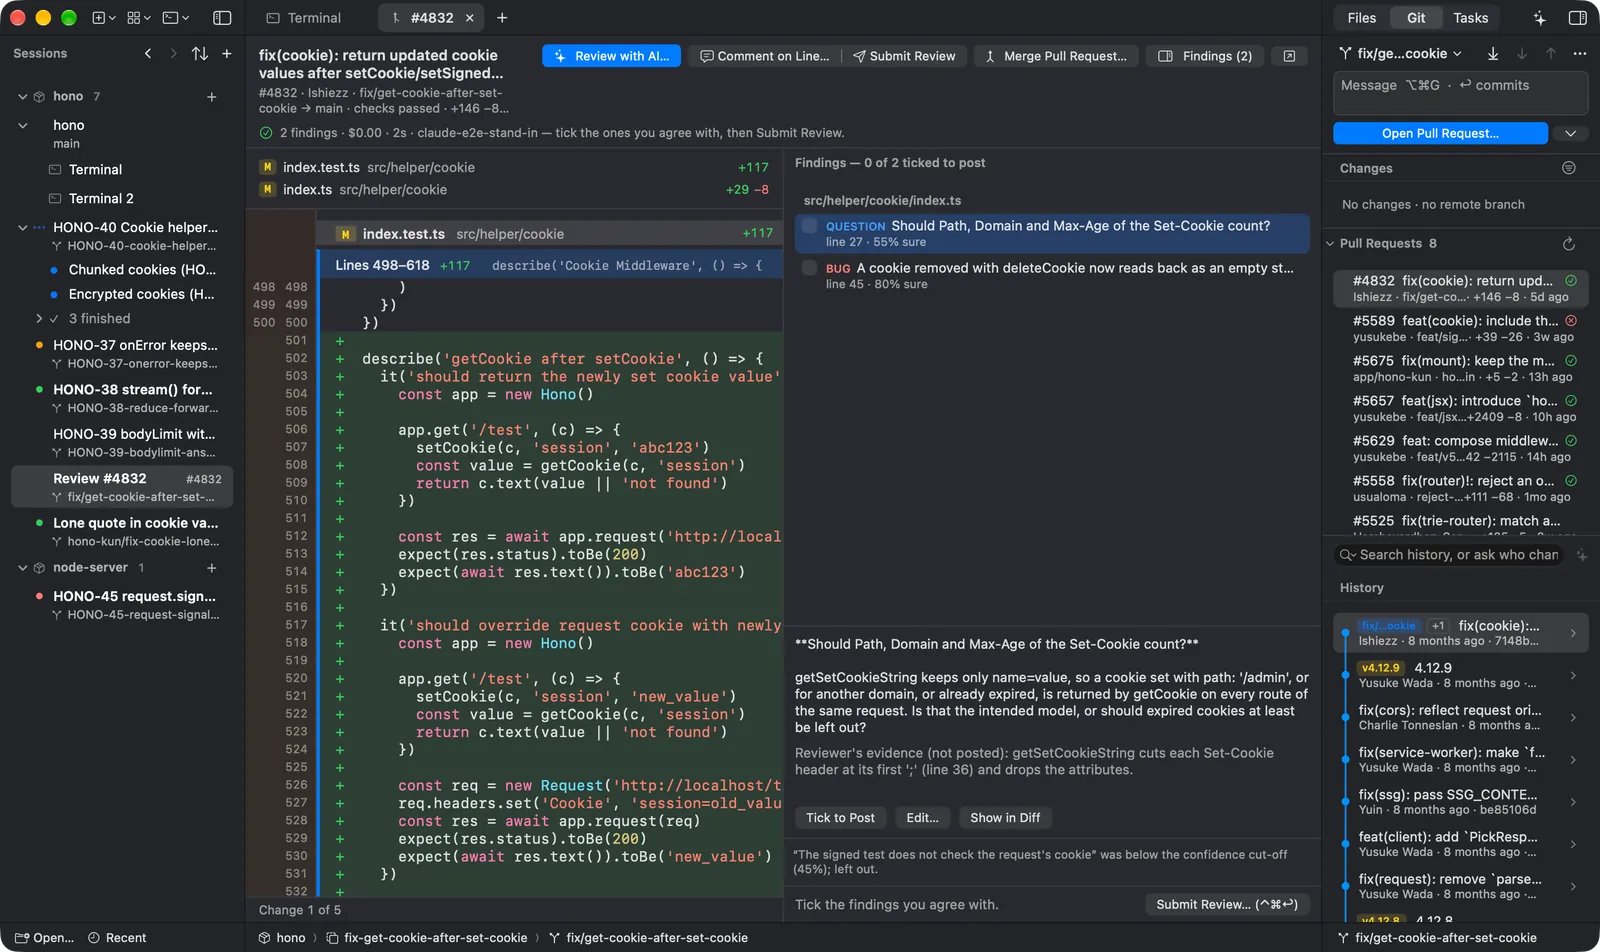 Terminal
#4832
Files
Git
Tasks
Sessions
hono 7
hono
main
Terminal
Terminal 2
HONO-40 Cookie helper...
HONO-40-cookie-helper...
Chunked cookies (HO...
Encrypted cookies (H...
3 finished
HONO-37 onError keeps...
HONO-37-onerror-keeps...
HONO-38 stream() for...
HONO-38-reduce-forwar...
HONO-39 bodyLimit wit...
HONO-39-bodylimit-ans...
Review #4832 #4832
fix/get-cookie-after-set-...
Lone quote in cookie va...
hono-kun/fix-cookie-lone...
node-server 1
HONO-45 request.sign...
HONO-45-request-signal...
Open...
Recent
fix(cookie): return updated cookie
values after setCookie/setSigned...
#4832 · Ishiezz · fix/get-cookie-after-set-
cookie → main · checks passed · +146 −8...
Review with AI...
Comment on Line...
Submit Review
Merge Pull Request...
Findings (2)
2 findings · $0.00 · 2s · claude-e2e-stand-in — tick the ones you agree with, then Submit Review.
M index.test.ts src/helper/cookie +117
M index.ts src/helper/cookie +29 −8
M index.test.ts src/helper/cookie +117
Lines 498–618 +117 describe('Cookie Middleware', () => {
498 498 )
499 499 })
500 500 })
501 +
502 + describe('getCookie after setCookie', () => {
503 + it('should return the newly set cookie value'
504 + const app = new Hono()
505 +
506 + app.get('/test', (c) => {
507 + setCookie(c, 'session', 'abc123')
508 + const value = getCookie(c, 'session')
509 + return c.text(value || 'not found')
510 + })
511 +
512 + const res = await app.request('http://local
513 + expect(res.status).toBe(200)
514 + expect(await res.text()).toBe('abc123')
515 + })
516 +
517 + it('should override request cookie with newly
518 + const app = new Hono()
519 +
520 + app.get('/test', (c) => {
521 + setCookie(c, 'session', 'new_value')
522 + const value = getCookie(c, 'session')
523 + return c.text(value || 'not found')
524 + })
525 +
526 + const req = new Request('http://localhost/t
527 + req.headers.set('Cookie', 'session=old_valu
528 + const res = await app.request(req)
529 + expect(res.status).toBe(200)
530 + expect(await res.text()).toBe('new_value')
531 + })
532 +
Change 1 of 5
Findings — 0 of 2 ticked to post
src/helper/cookie/index.ts
QUESTION Should Path, Domain and Max-Age of the Set-Cookie count?
line 27 · 55% sure
BUG A cookie removed with deleteCookie now reads back as an empty st...
line 45 · 80% sure
**Should Path, Domain and Max-Age of the Set-Cookie count?**
getSetCookieString keeps only name=value, so a cookie set with path: '/admin', or
for another domain, or already expired, is returned by getCookie on every route of
the same request. Is that the intended model, or should expired cookies at least
be left out?
Reviewer's evidence (not posted): getSetCookieString cuts each Set-Cookie
header at its first ';' (line 36) and drops the attributes.
Tick to Post
Edit...
Show in Diff
"The signed test does not check the request's cookie" was below the confidence cut-off
(45%); left out.
Tick the findings you agree with.
Submit Review... (^⌘↩)
hono › fix-get-cookie-after-set-cookie › fix/get-cookie-after-set-cookie
fix/ge...cookie
Message ⌥⌘G · ↩ commits
Open Pull Request...
Changes
No changes · no remote branch
Pull Requests 8
#4832 fix(cookie): return upd...
Ishiezz · fix/get-co... · +146 −8 · 5d ago
#5589 feat(cookie): include th...
yusukebe · feat/sig... · +39 −26 · 3w ago
#5675 fix(mount): keep the m...
app/hono-kun · ho...in · +5 −2 · 13h ago
#5657 feat(jsx): introduce `ho...
yusukebe · feat/jsx...+2409 −8 · 10h ago
#5629 feat: compose middlew...
yusukebe · feat/v5...42 −2115 · 14h ago
#5558 fix(router)!: reject an o...
usualoma · reject-...+111 −68 · 1mo ago
#5525 fix(trie-router): match a...
Search history, or ask who chan
History
fix/...ookie +1 fix(cookie):...
Ishiezz · 8 months ago · 7148b...
v4.12.9 4.12.9
Yusuke Wada · 8 months ago ·...
fix(cors): reflect request ori...
Charlie Tonneslan · 8 months a...
fix(service-worker): make `f...
Yusuke Wada · 8 months ago ·...
fix(ssg): pass SSG_CONTE...
Yuin · 8 months ago · be85106d
feat(client): add `PickResp...
Yusuke Wada · 8 months ago ·...
fix(request): remove `parse...
Yusuke Wada · 8 months ago ·...
v4.12.8 4.12.8
fix/get-cookie-after-set-cookie